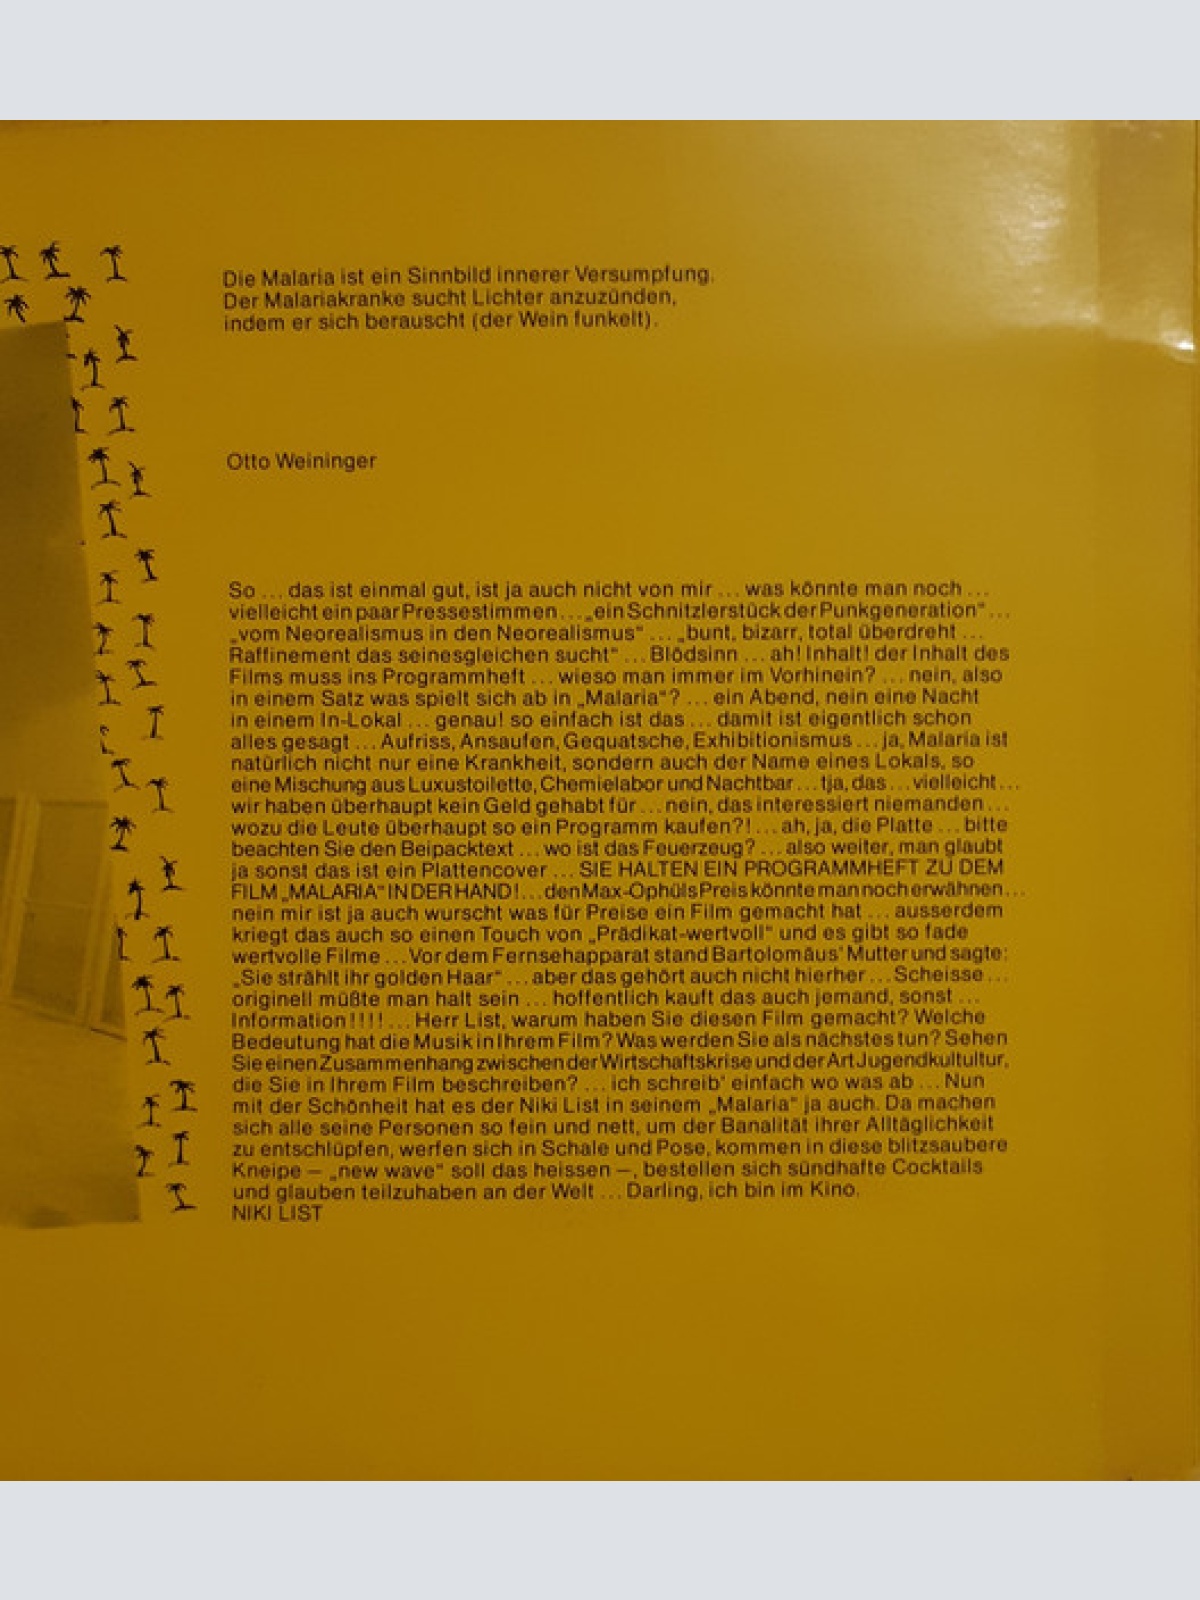 Die Malaria ist ein Sinnbild innerer Versumpfung.
Der Malariakranke sucht Lichter anzuzünden,
indem er sich berauscht (der Wein funkelt).
Otto Weininger
So ... das ist einmal gut, ist ja auch nicht von mir ... was könnte man noch ...
vielleicht ein paar Pressestimmen ... „ein Schnitzlerstück der Punkgeneration“ ...
„vom Neorealismus in den Neorealismus“ ... „bunt, bizarr, total überdreht ...
Raffinement das seinesgleichen sucht“ ... Blödsinn ... ah! Inhalt! der Inhalt des
Films muss ins Programmheft ... wieso man immer im Vorhinein? ... nein, also
in einem Satz was spielt sich ab in „Malaria“? ... ein Abend, nein eine Nacht
in einem In-Lokal ... genau! so einfach ist das ... damit ist eigentlich schon
alles gesagt ... Aufriss, Ansaufen, Gequatsche, Exhibitionismus ... ja, Malaria ist
natürlich nicht nur eine Krankheit, sondern auch der Name eines Lokals, so
eine Mischung aus Luxustoilette, Chemielabor und Nachtbar ... tja, das ... vielleicht ...
wir haben überhaupt kein Geld gehabt für ... nein, das interessiert niemanden ...
wozu die Leute überhaupt so ein Programm kaufen?! ... ah, ja, die Platte ... bitte
beachten Sie den Beipacktext ... wo ist das Feuerzeug? ... also weiter, man glaubt
ja sonst das ist ein Plattencover ... SIE HALTEN EIN PROGRAMMHEFT ZU DEM
FILM „MALARIA“ IN DER HAND! ... den Max-Ophüls Preis könnte man noch erwähnen ...
nein mir ist ja auch wurscht was für Preise ein Film gemacht hat ... ausserdem
kriegt das auch so einen Touch von „Prädikat-wertvoll“ und es gibt so fade
wertvolle Filme ... Vor dem Fernsehapparat stand Bartolomäus' Mutter und sagte:
„Sie strählt ihr golden Haar“ ... aber das gehört auch nicht hierher ... Scheisse ...
originell müßte man halt sein ... hoffentlich kauft das auch jemand, sonst ...
Information!!!! ... Herr List, warum haben Sie diesen Film gemacht? Welche
Bedeutung hat die Musik in Ihrem Film? Was werden Sie als nächstes tun? Sehen
Sie einen Zusammenhang zwischen der Wirtschaftskrise und der Art Jugendkultultur,
die Sie in Ihrem Film beschreiben? ... ich schreib' einfach wo was ab ... Nun
mit der Schönheit hat es der Niki List in seinem „Malaria“ ja auch. Da machen
sich alle seine Personen so fein und nett, um der Banalität ihrer Alltäglichkeit
zu entschlüpfen, werfen sich in Schale und Pose, kommen in diese blitzsaubere
Kneipe – „new wave“ soll das heissen –, bestellen sich sündhafte Cocktails
und glauben teilzuhaben an der Welt ... Darling, ich bin im Kino.
NIKI LIST